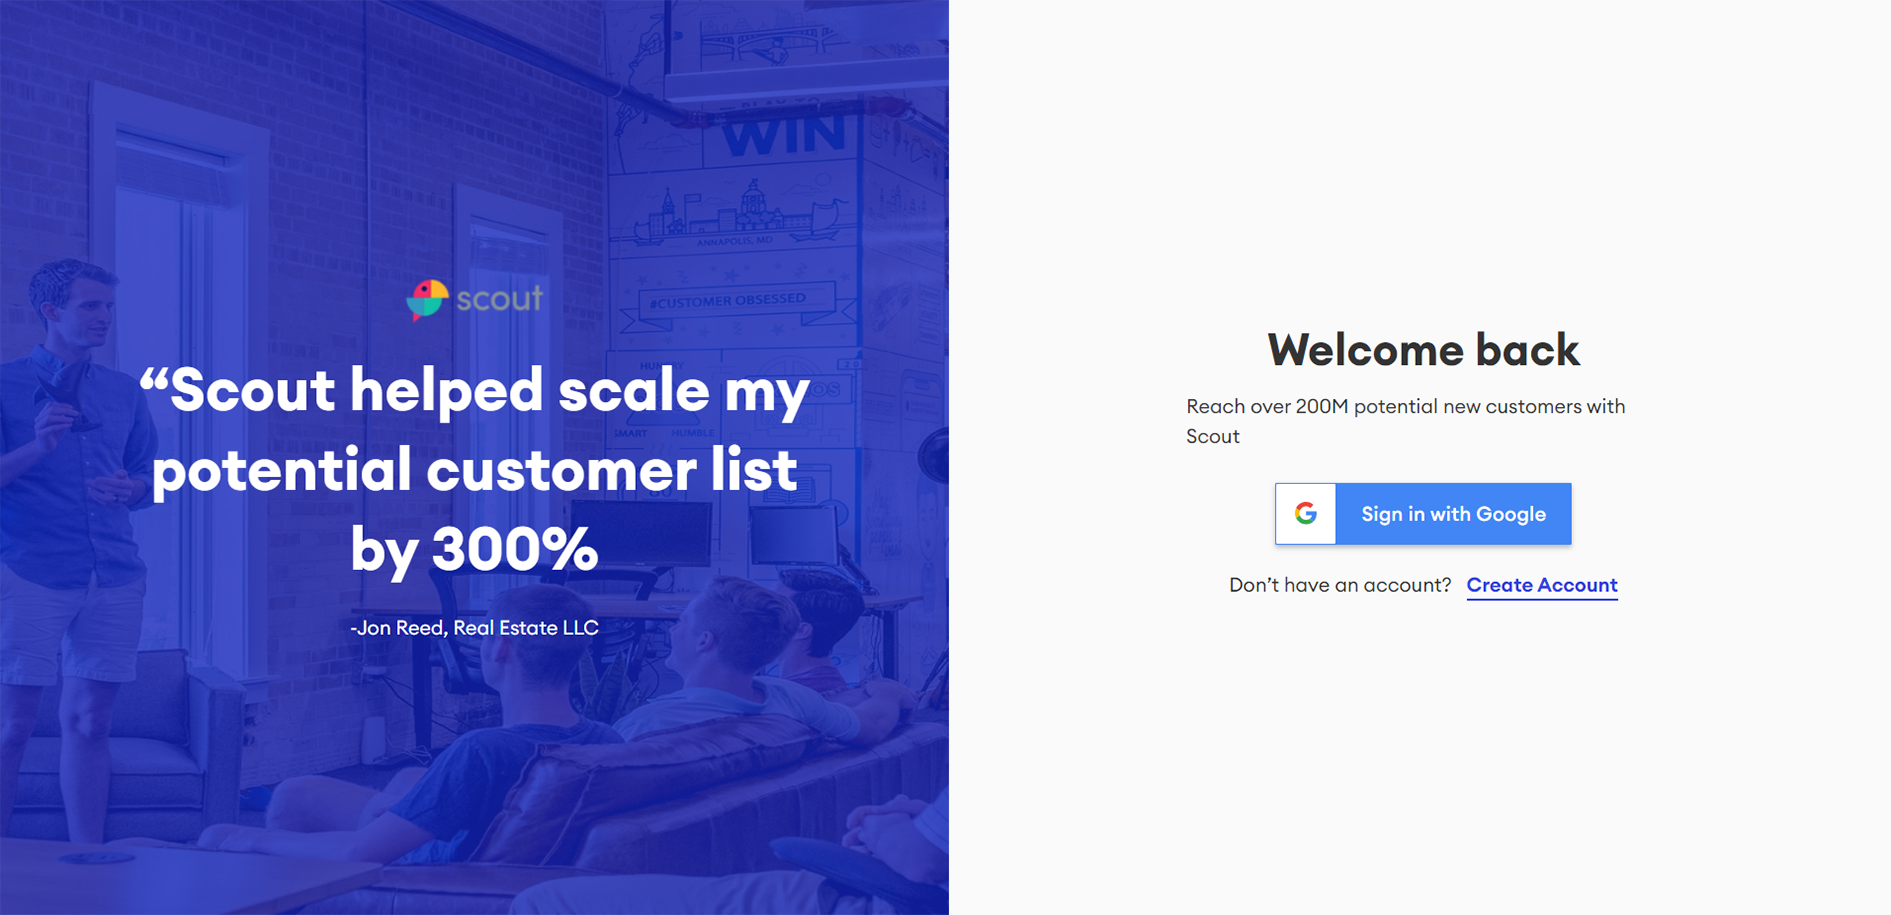 WIN
ANNAPOLIS, MD
#CUSTOMER OBSESSED
scout
“Scout helped scale my
potential customer list
by 300%
-Jon Reed, Real Estate LLC
HUMBLE
Welcome back
Reach over 200M potential new customers with
Scout
Sign in with Google
Don’t have an account? Create Account